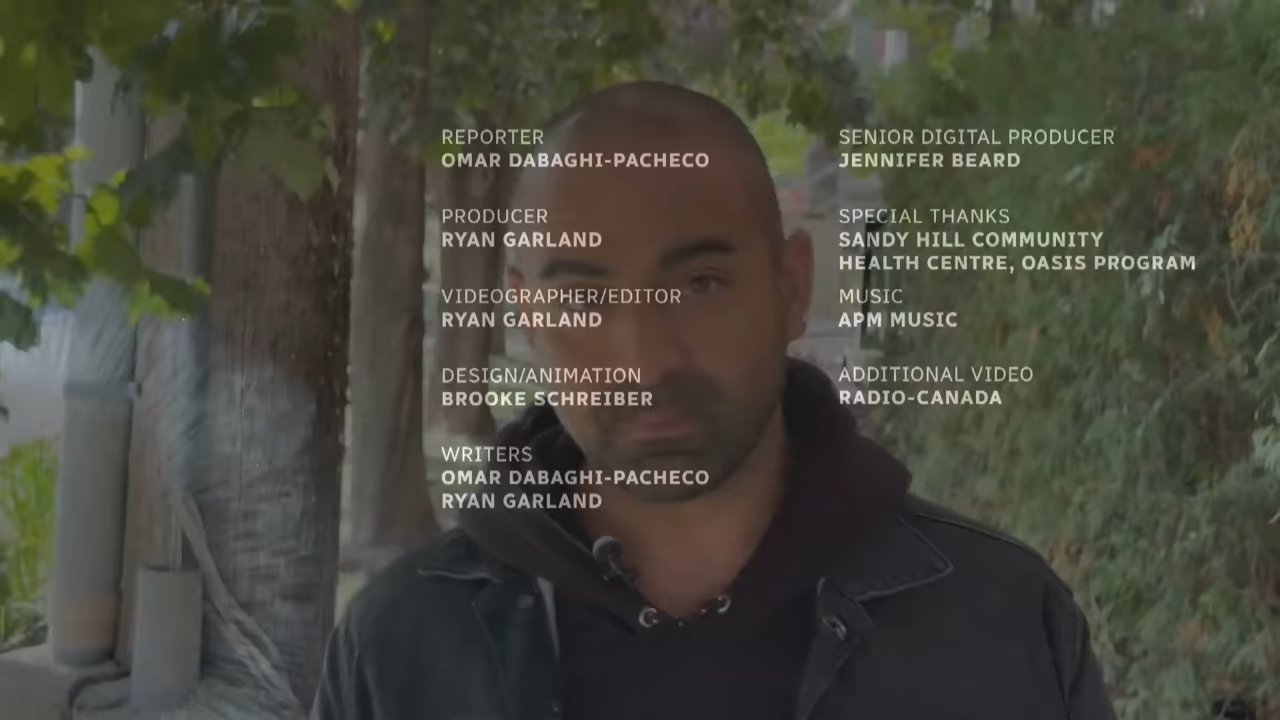 REPORTER
OMAR DABAGHI-PACHECO
PRODUCER
RYAN GARLAND
VIDEOGRAPHER/EDITOR
RYAN GARLAND
DESIGN/ANIMATION
BROOKE SCHREIBER
WRITERS
OMAR DABAGHI-PACHECO
RYAN GARLAND
SENIOR DIGITAL PRODUCER
JENNIFER BEARD
SPECIAL THANKS
SANDY HILL COMMUNITY
HEALTH CENTRE, OASIS PROGRAM
MUSIC
APM MUSIC
ADDITIONAL VIDEO
RADIO-CANADA